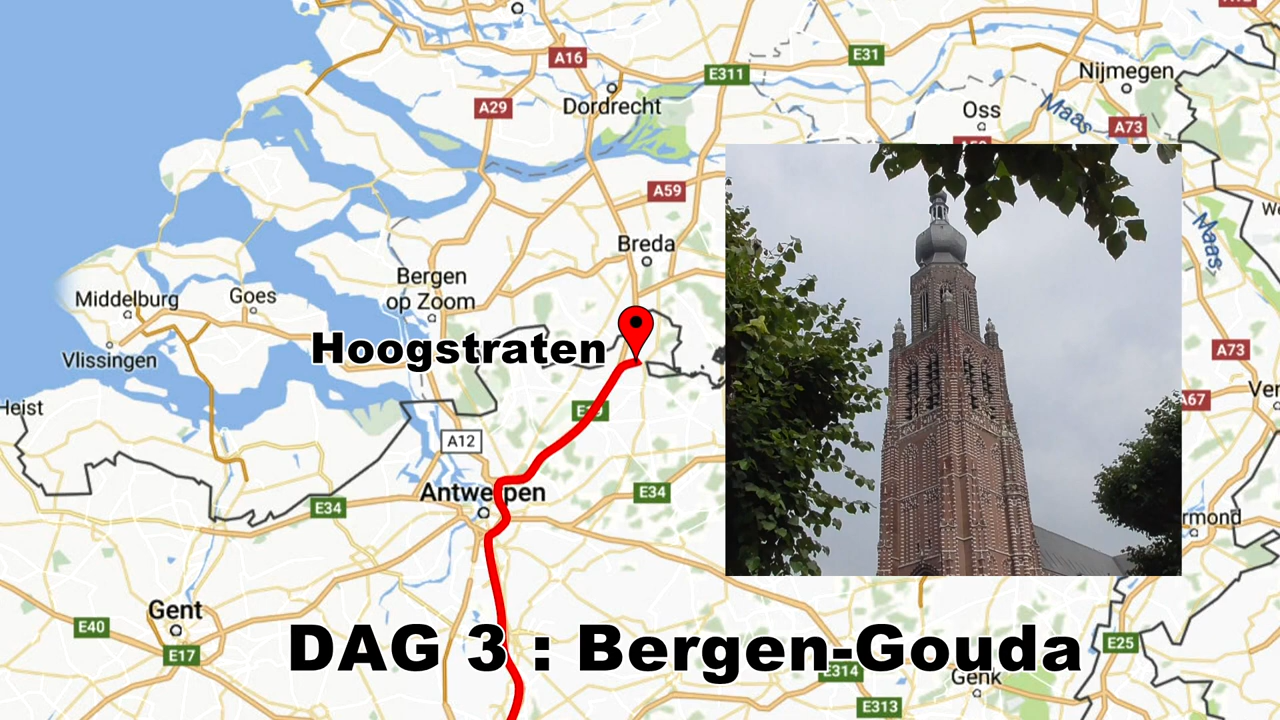 A16
E31
E311
Nijmegen
A29
Dordrecht
Oss
Maas
A73
A59
Breda
Maas
Bergen
op Zoom
Middelburg
Goes
Hoogstraten
Vlissingen
A73
Heist
A67
A12
Antwerpen
E34
E34
Gent
E40
E17
DAG 3 : Bergen-Gouda
E25
E314
Genk
E313